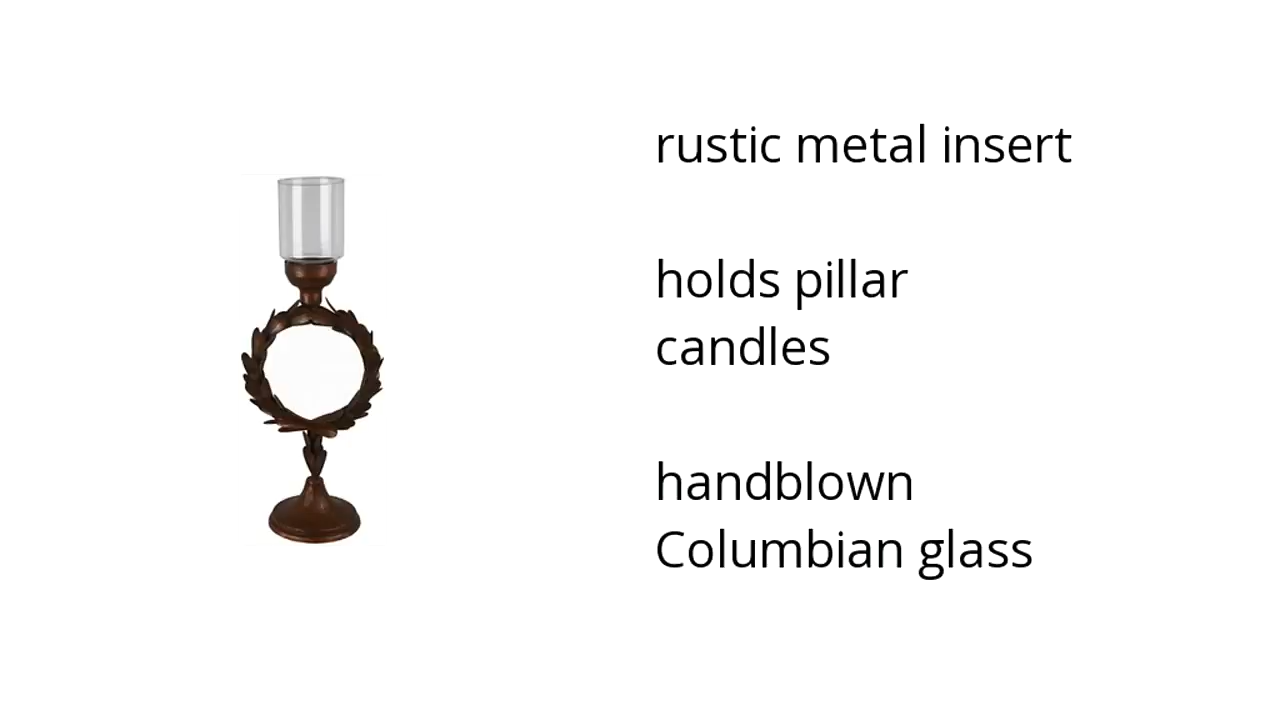 rustic metal insert
holds pillar
candles
handblown
Columbian glass